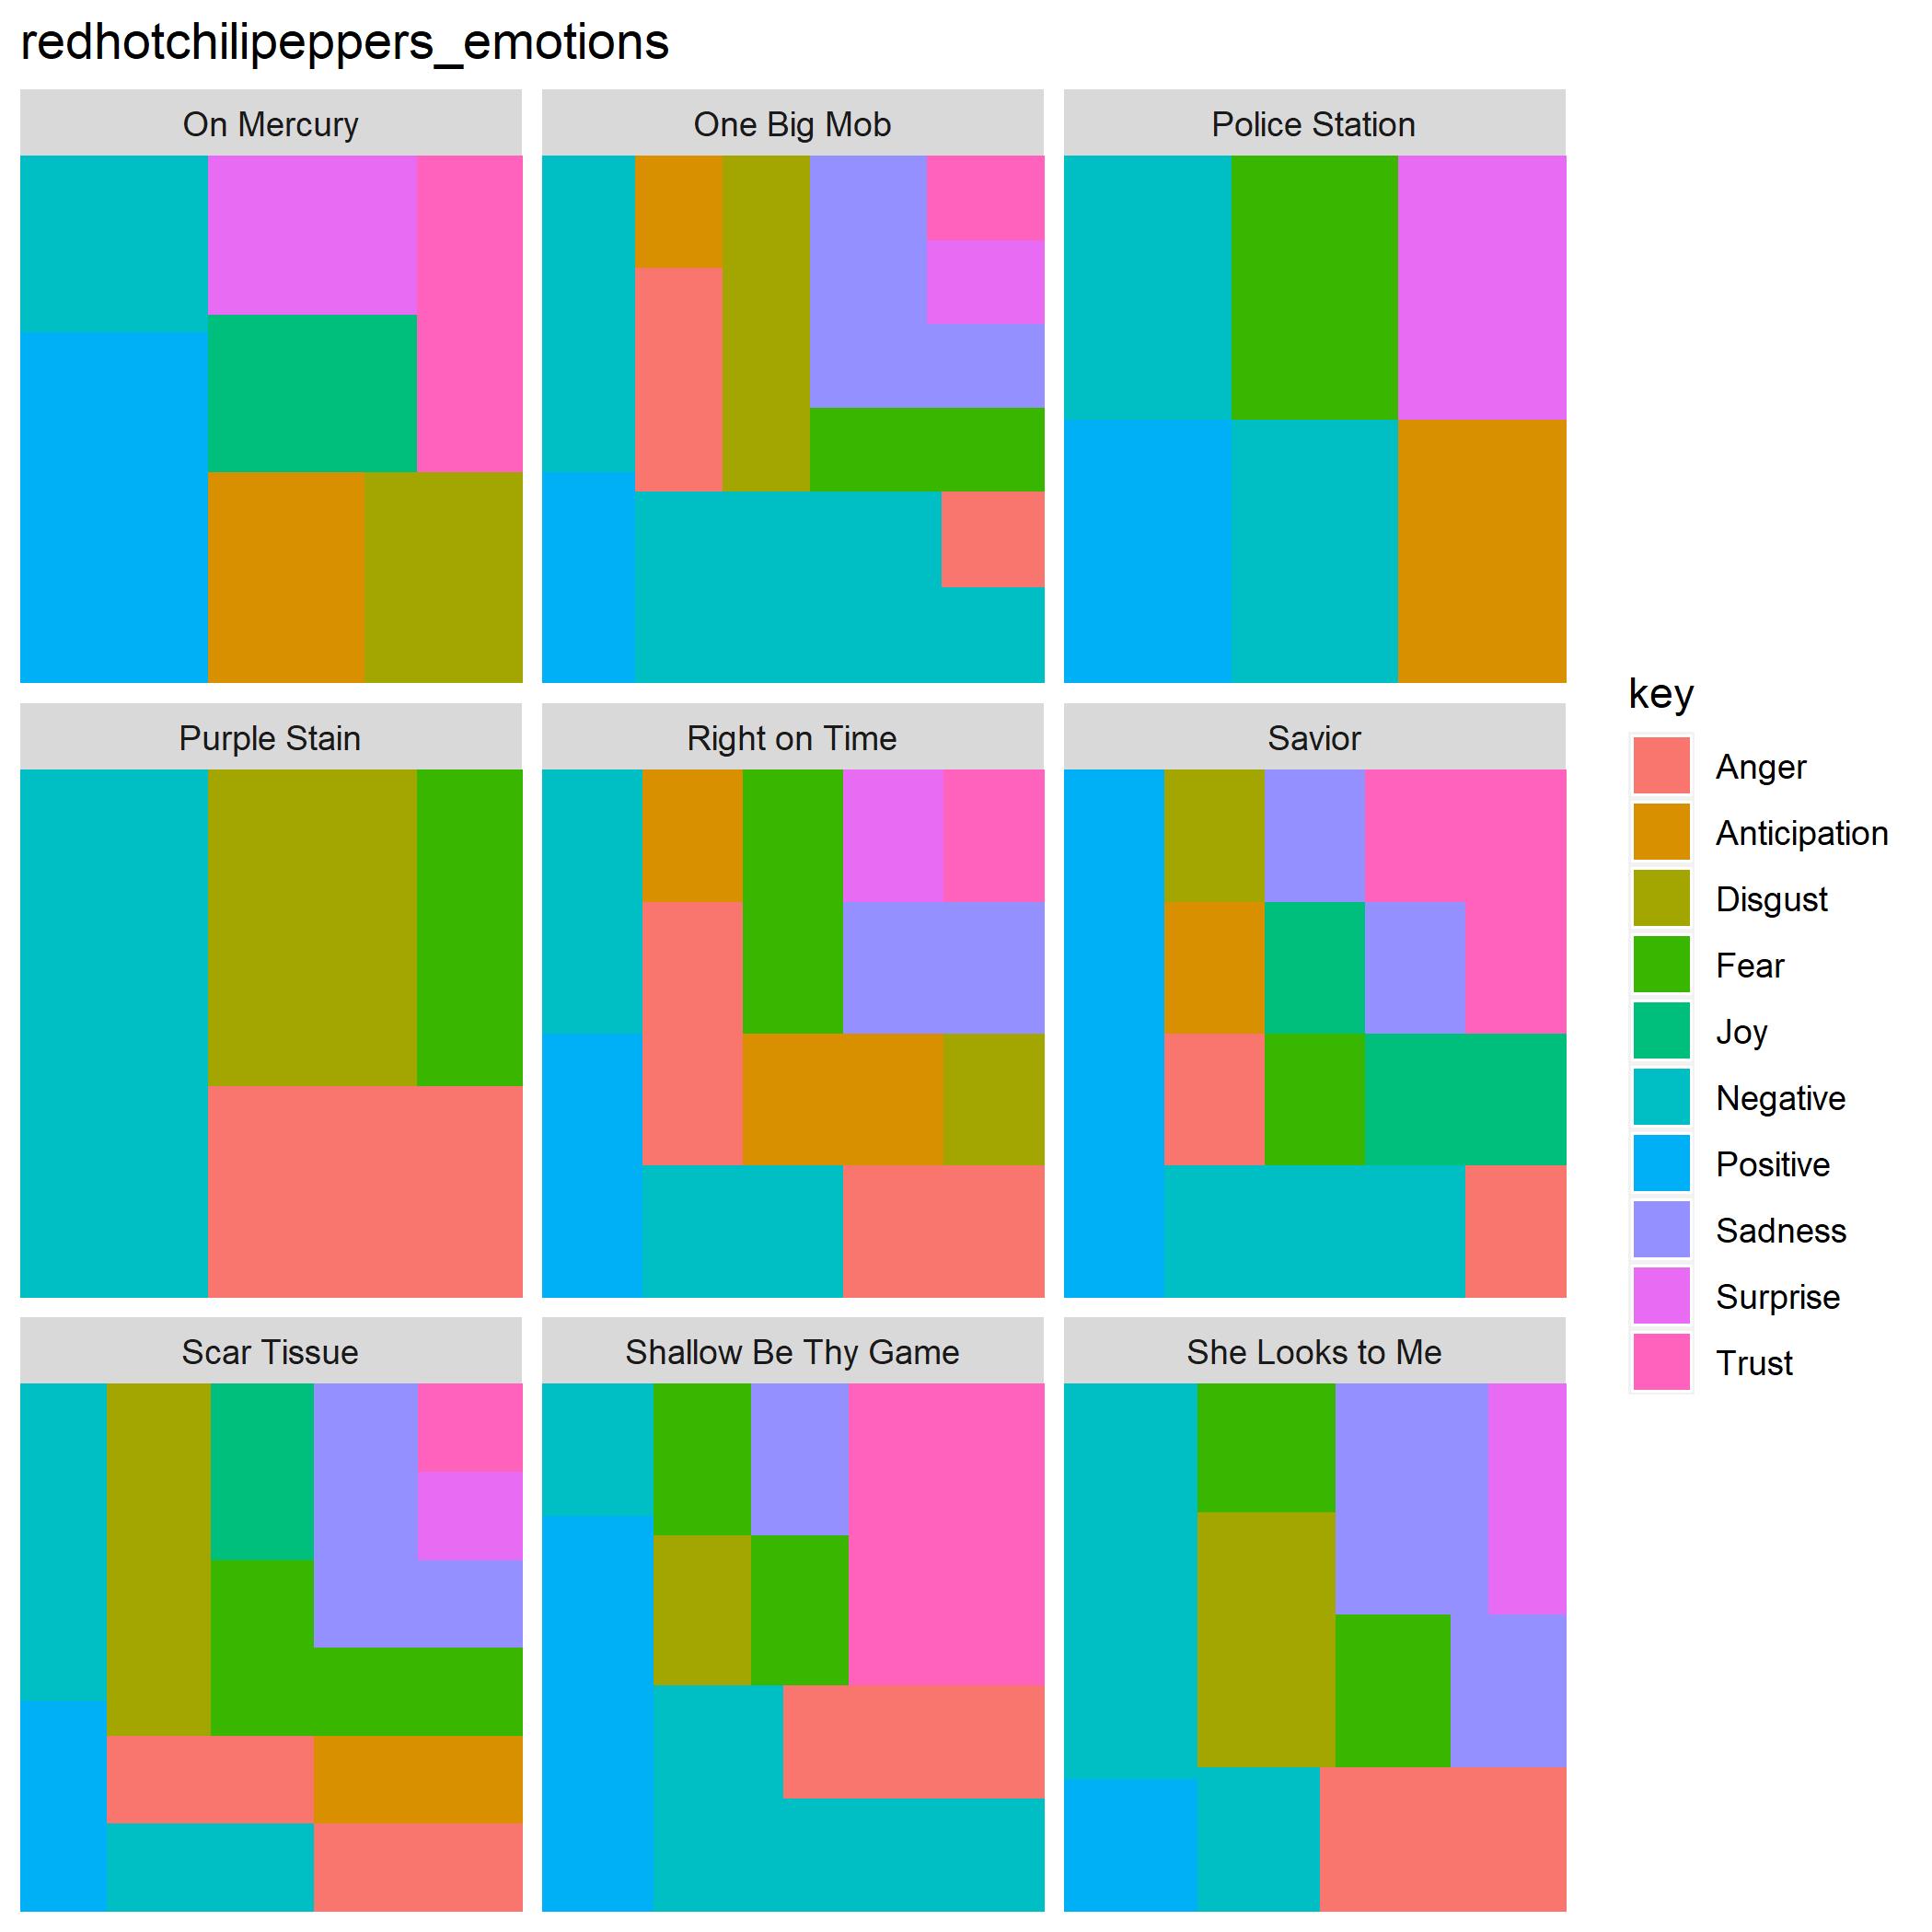 redhotchilipeppers_emotions
On Mercury
One Big Mob
Police Station
Purple Stain
Right on Time
Savior
Scar Tissue
Shallow Be Thy Game
She Looks to Me
key
Anger
Anticipation
Disgust
Fear
Joy
Negative
Positive
Sadness
Surprise
Trust